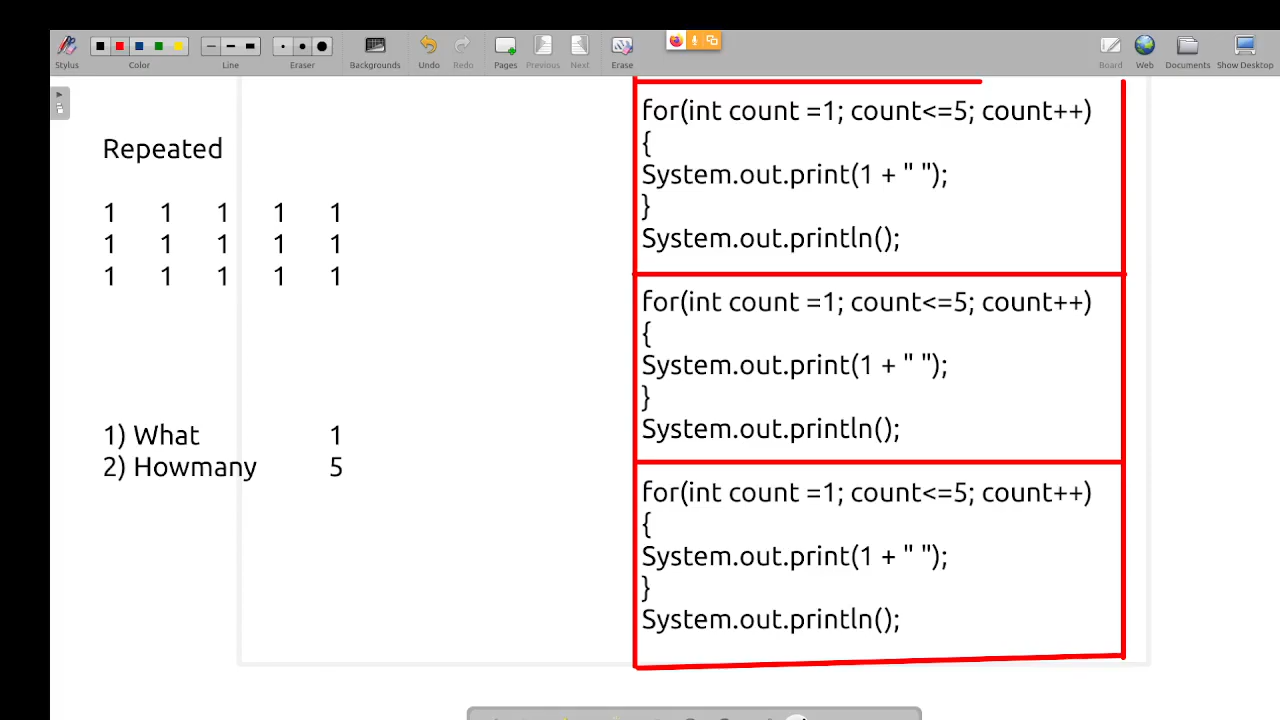 Stylus Color Line Eraser Backgrounds Undo Redo Pages Previous Next Erase Board Web Documents Show Desktop
Repeated
1 1 1 1 1
1 1 1 1 1
1 1 1 1 1
1) What 1
2) Howmany 5
for(int count =1; count<=5; count++)
{
System.out.print(1 + " ");
}
System.out.println();
for(int count =1; count<=5; count++)
{
System.out.print(1 + " ");
}
System.out.println();
for(int count =1; count<=5; count++)
{
System.out.print(1 + " ");
}
System.out.println();